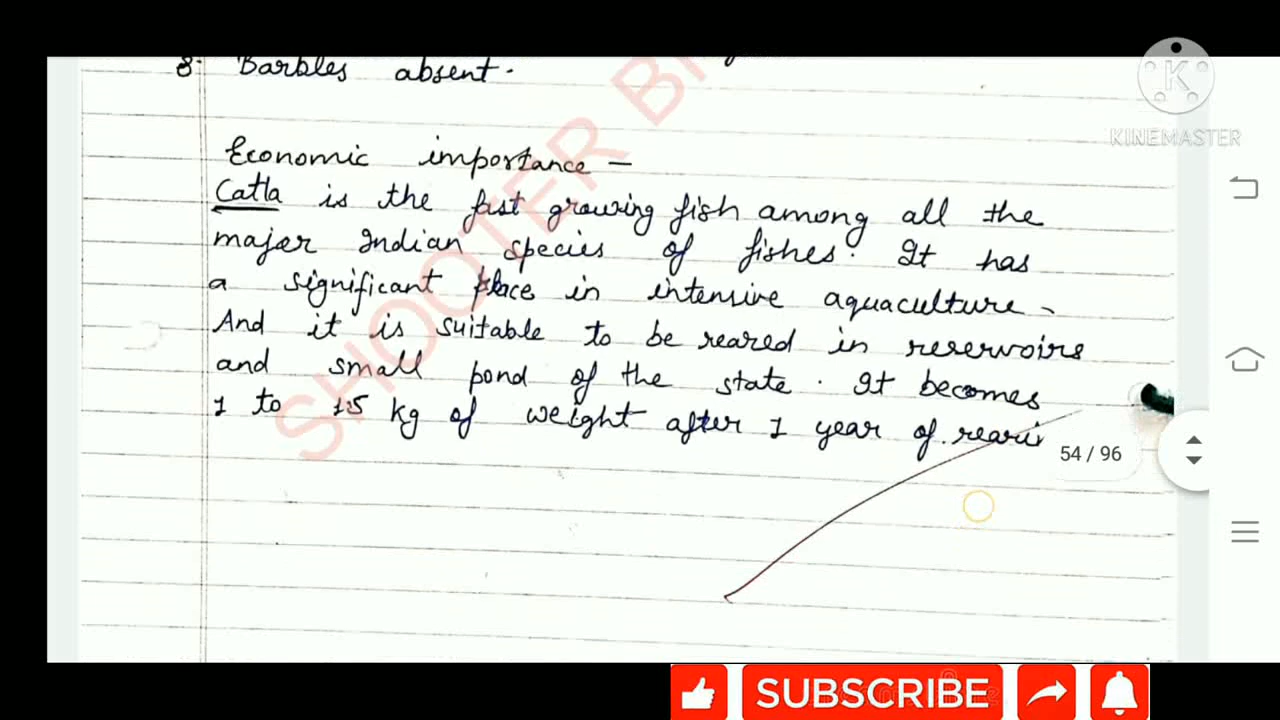 8. Barbles absent.
SHOOTER B
KINEMASTER
Economic importance –
Catla is the fast growing fish among all the
major Indian species of fishes. It has
a significant place in intensive aquaculture.
And it is suitable to be reared in reservoirs
and small pond of the state. It becomes
1 to 1.5 kg of weight after 1 year of reari
54 / 96
SUBSCRIBE